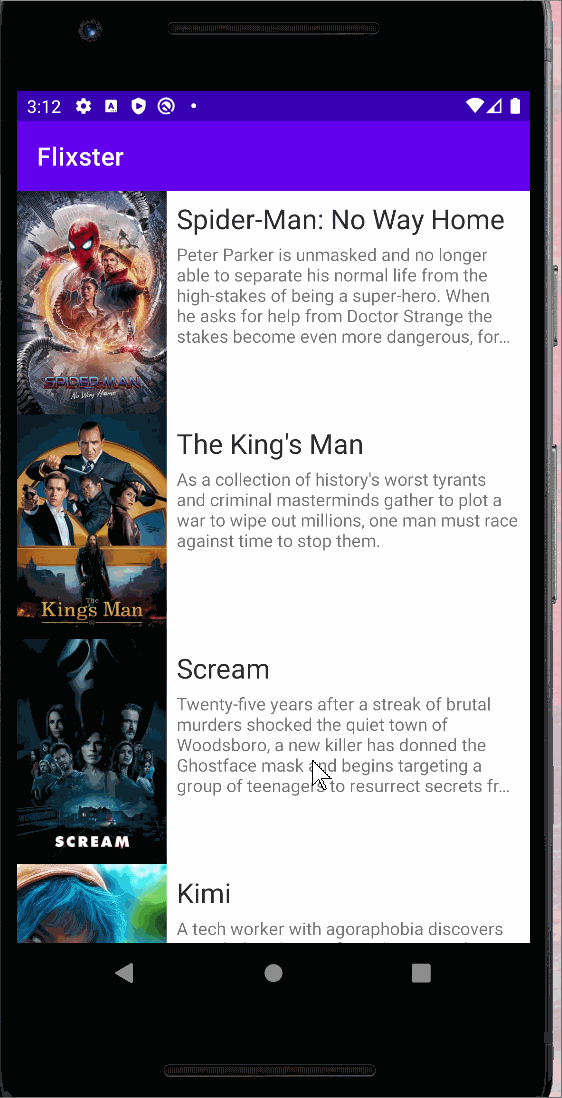 3:12
Flixster
Spider-Man: No Way Home
Peter Parker is unmasked and no longer
able to separate his normal life from the
high-stakes of being a super-hero. When
he asks for help from Doctor Strange the
stakes become even more dangerous, for…
SPIDER-MAN
No Way Home
The King's Man
As a collection of history's worst tyrants
and criminal masterminds gather to plot a
war to wipe out millions, one man must race
against time to stop them.
The
King's Man
Scream
Twenty-five years after a streak of brutal
murders shocked the quiet town of
Woodsboro, a new killer has donned the
Ghostface mask and begins targeting a
group of teenagers to resurrect secrets fr…
SCREAM
Kimi
A tech worker with agoraphobia discovers